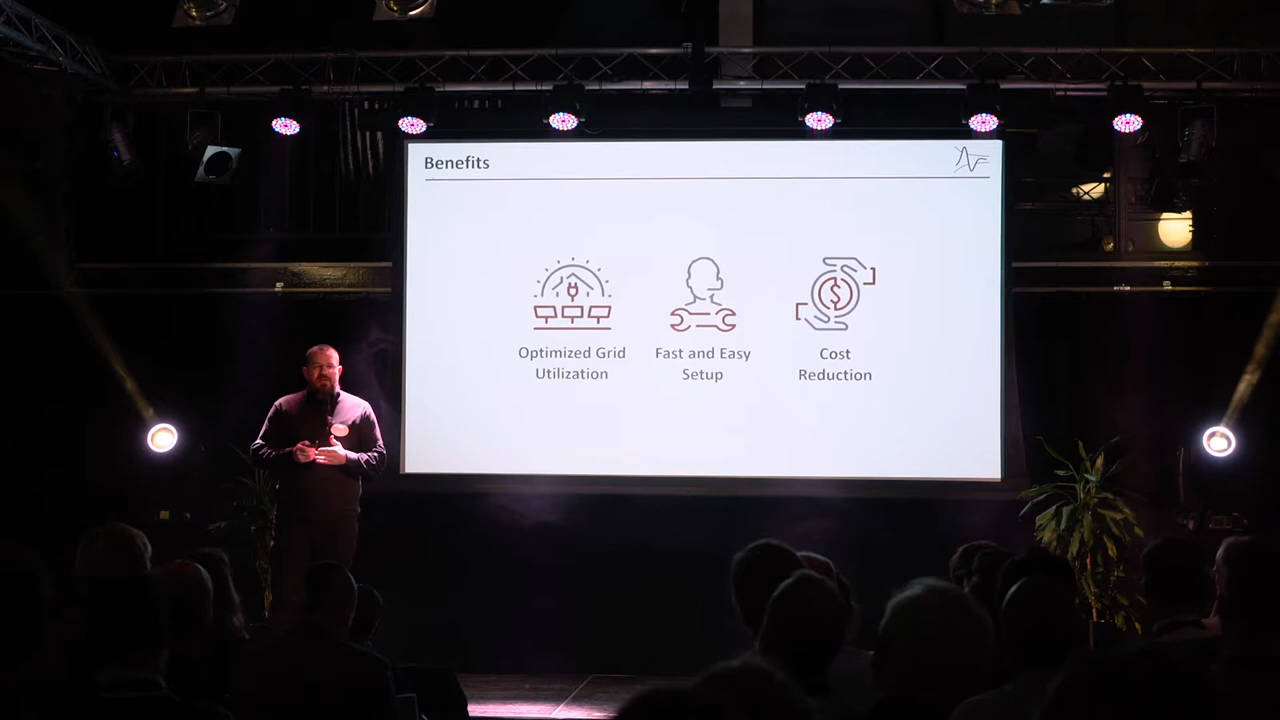 Benefits
Optimized Grid
Utilization
Fast and Easy
Setup
Cost
Reduction